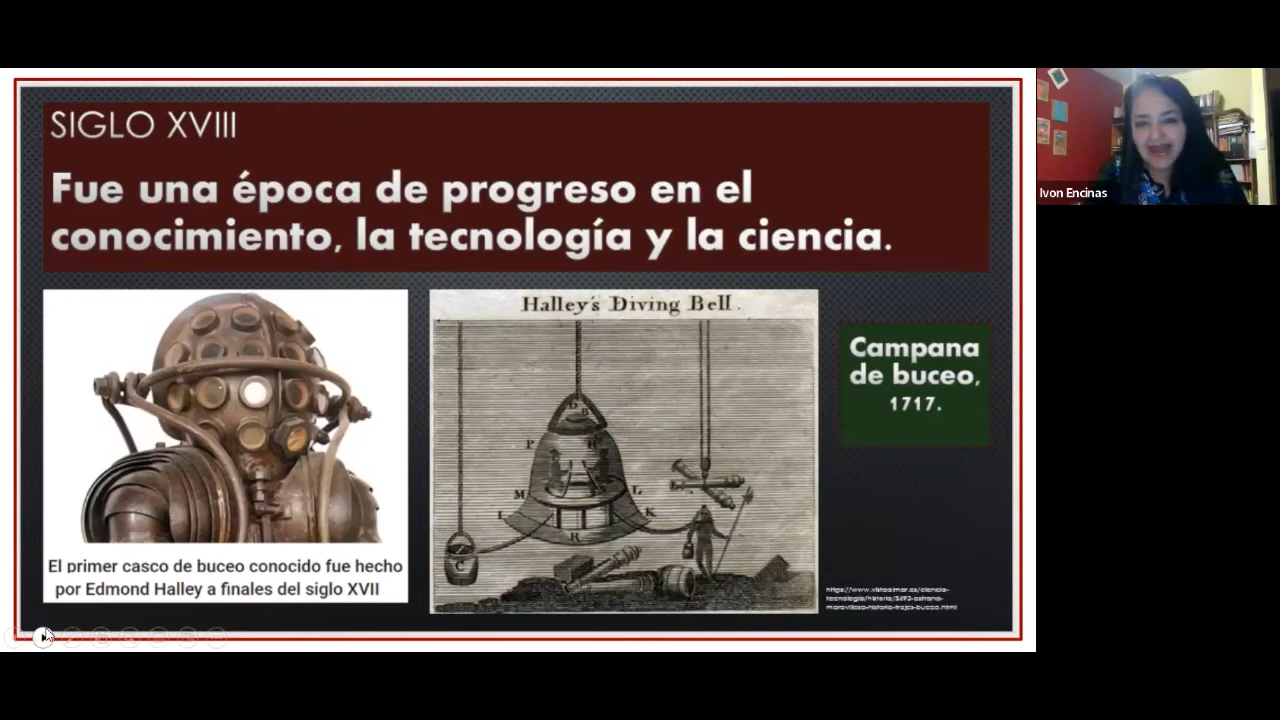 SIGLO XVIII
Fue una época de progreso en el
conocimiento, la tecnología y la ciencia.
Ivon Encinas
Halley's Diving Bell.
P
M
L
I
K
R
C
Campana
de buceo,
1717.
El primer casco de buceo conocido fue hecho
por Edmond Halley a finales del siglo XVII